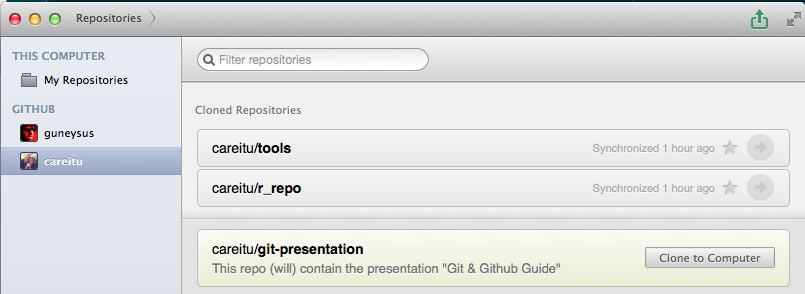 Repositories
THIS COMPUTER
My Repositories
GITHUB
guneysus
careitu
Filter repositories
Cloned Repositories
careitu/tools Synchronized 1 hour ago
careitu/r_repo Synchronized 1 hour ago
careitu/git-presentation
This repo (will) contain the presentation "Git & Github Guide"
Clone to Computer